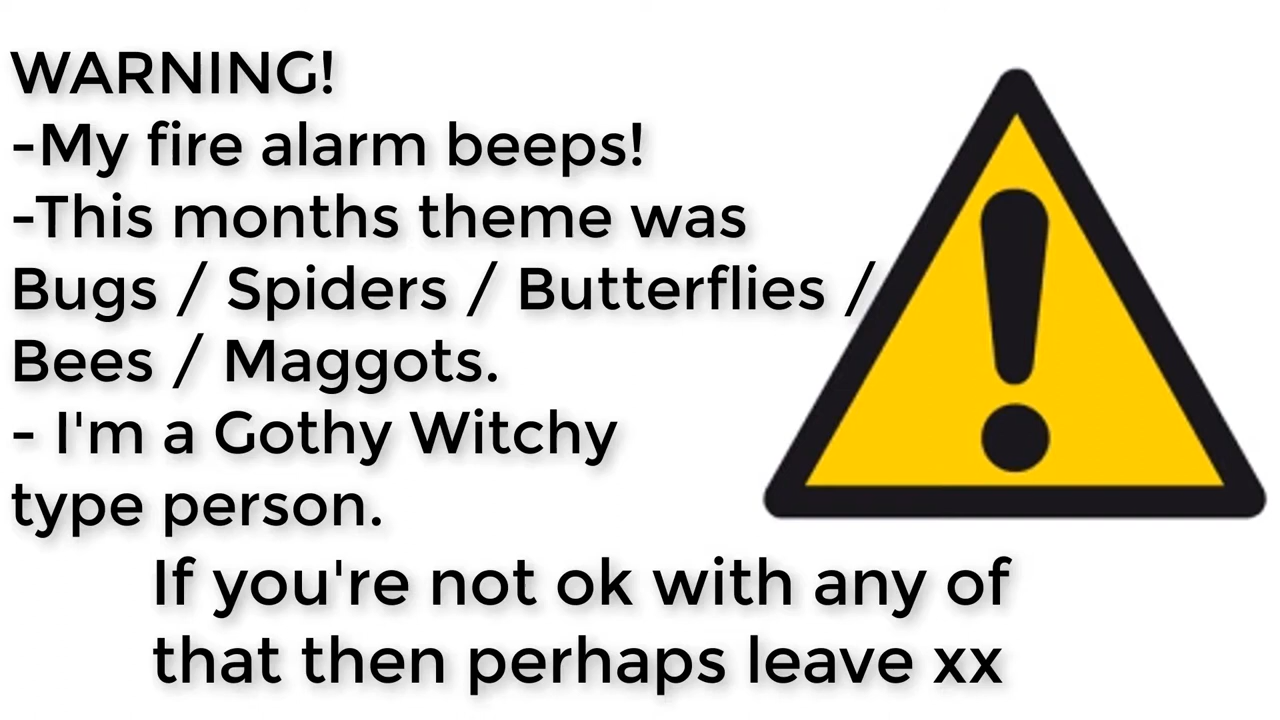 WARNING!
-My fire alarm beeps!
-This months theme was
Bugs / Spiders / Butterflies /
Bees / Maggots.
- I'm a Gothy Witchy
type person.
If you're not ok with any of
that then perhaps leave xx